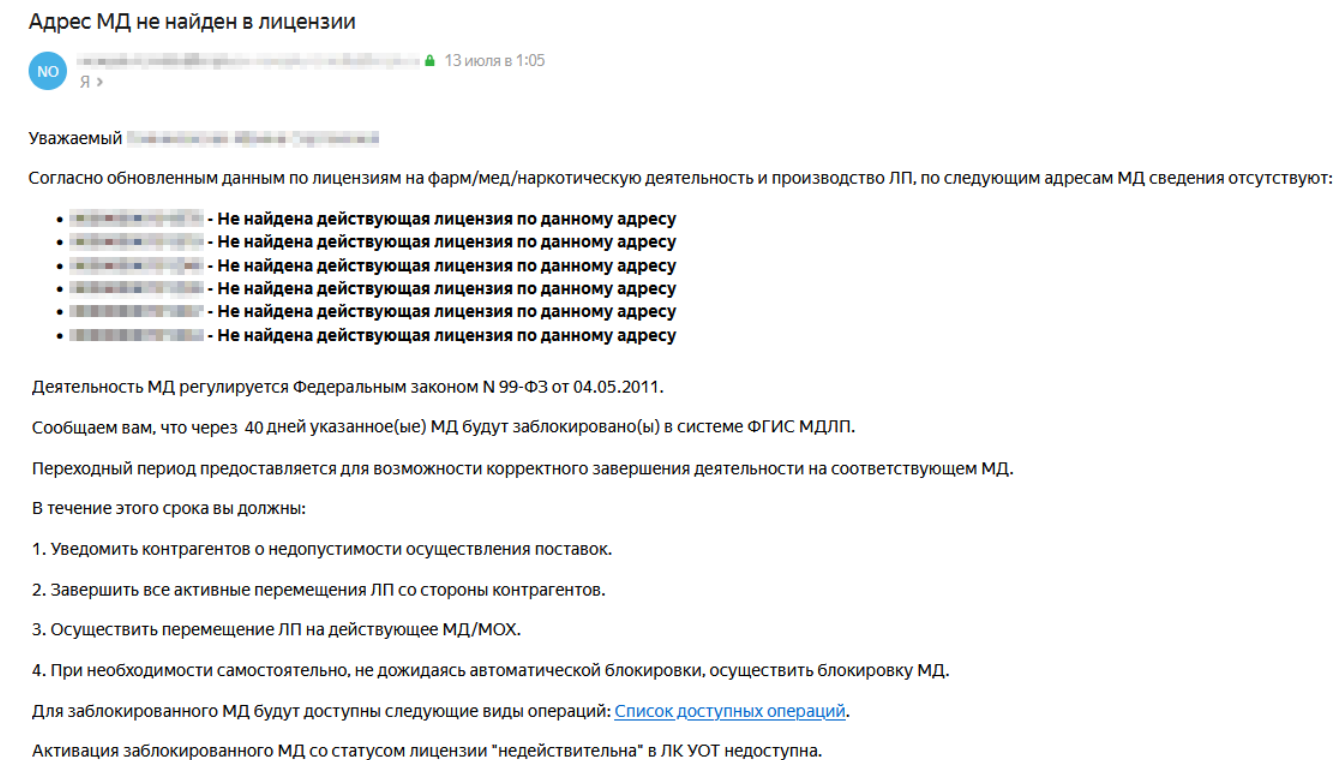 Адрес МД не найден в лицензии
NO
13 июля в 1:05
Я >
Уважаемый
Согласно обновленным данным по лицензиям на фарм/мед/наркотическую деятельность и производство ЛП, по следующим адресам МД сведения отсутствуют:
• - Не найдена действующая лицензия по данному адресу
• - Не найдена действующая лицензия по данному адресу
• - Не найдена действующая лицензия по данному адресу
• - Не найдена действующая лицензия по данному адресу
• - Не найдена действующая лицензия по данному адресу
• - Не найдена действующая лицензия по данному адресу
Деятельность МД регулируется Федеральным законом N 99-ФЗ от 04.05.2011.
Сообщаем вам, что через 40 дней указанное(ые) МД будут заблокировано(ы) в системе ФГИС МДЛП.
Переходный период предоставляется для возможности корректного завершения деятельности на соответствующем МД.
В течение этого срока вы должны:
1. Уведомить контрагентов о недопустимости осуществления поставок.
2. Завершить все активные перемещения ЛП со стороны контрагентов.
3. Осуществить перемещение ЛП на действующее МД/МОХ.
4. При необходимости самостоятельно, не дожидаясь автоматической блокировки, осуществить блокировку МД.
Для заблокированного МД будут доступны следующие виды операций: Список доступных операций.
Активация заблокированного МД со статусом лицензии "недействительна" в ЛК УОТ недоступна.